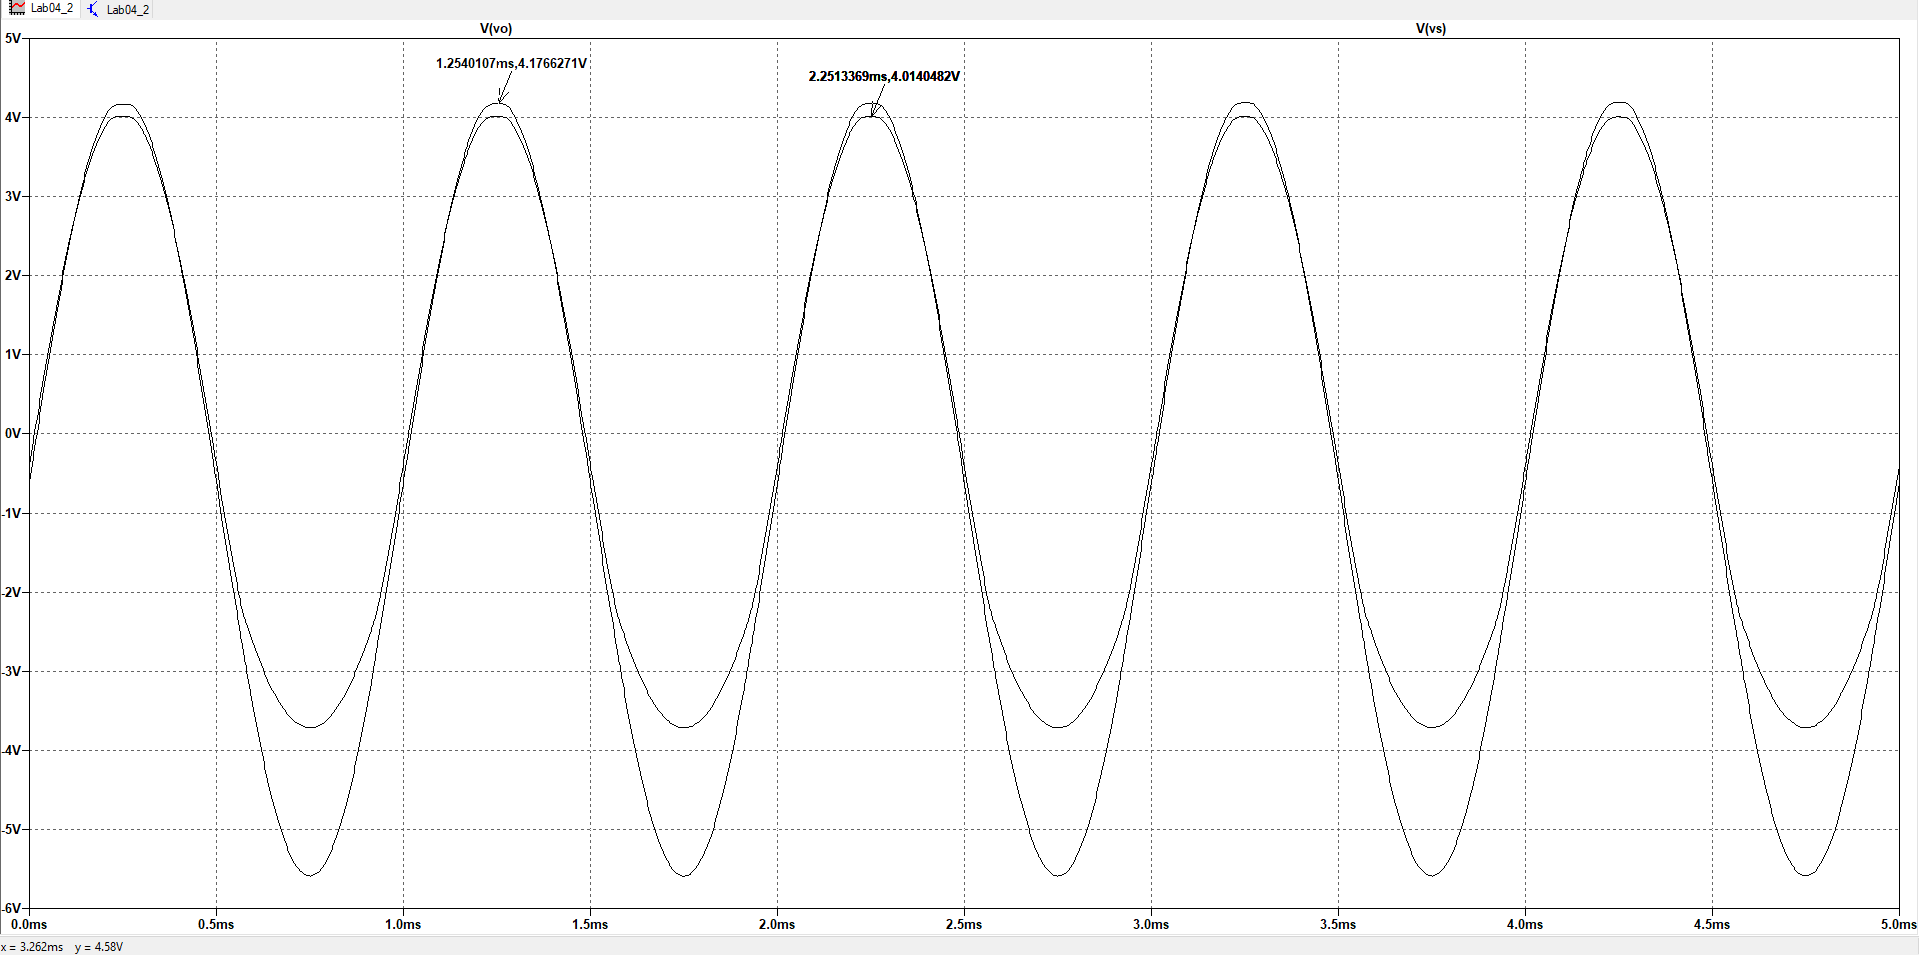 Lab04_2 Lab04_2
V(vo) V(vs)
5V
1.2540107ms,4.1766271V
2.2513369ms,4.0140482V
4V
3V
2V
1V
0V
-1V
-2V
-3V
-4V
-5V
-6V
0.0ms 0.5ms 1.0ms 1.5ms 2.0ms 2.5ms 3.0ms 3.5ms 4.0ms 4.5ms 5.0ms
x = 3.262ms y = 4.58V